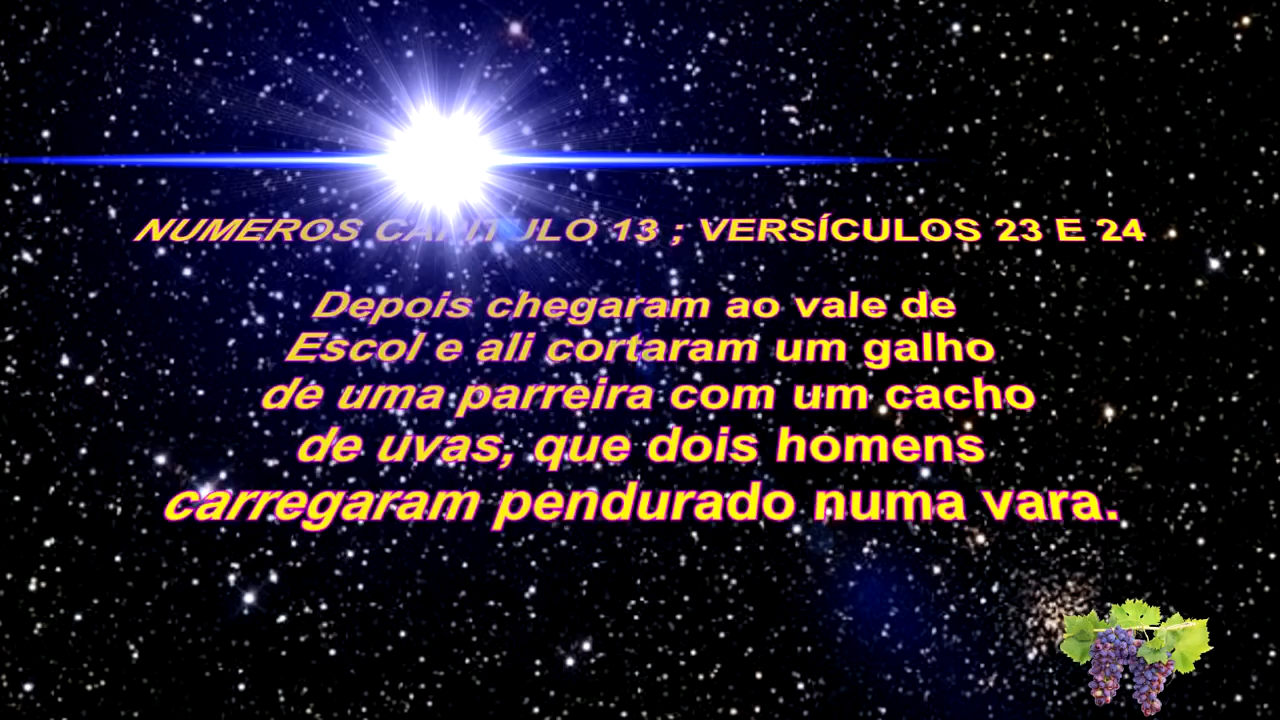 NUMEROS CAPITULO 13 ; VERSÍCULOS 23 E 24
Depois chegaram ao vale de
Escol e ali cortaram um galho
de uma parreira com um cacho
de uvas, que dois homens
carregaram pendurado numa vara.